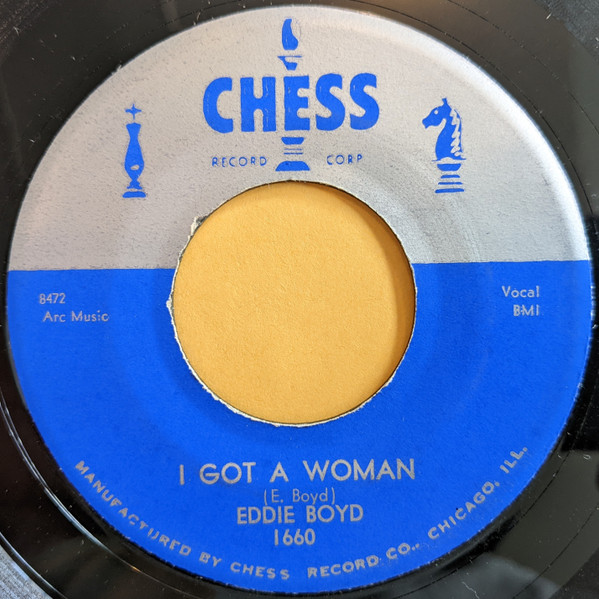 CHESS
RECORD CORP
8472
Arc Music
Vocal
BMI
I GOT A WOMAN
(E. Boyd)
EDDIE BOYD
1660
MANUFACTURED BY CHESS RECORD CO., CHICAGO, ILL.